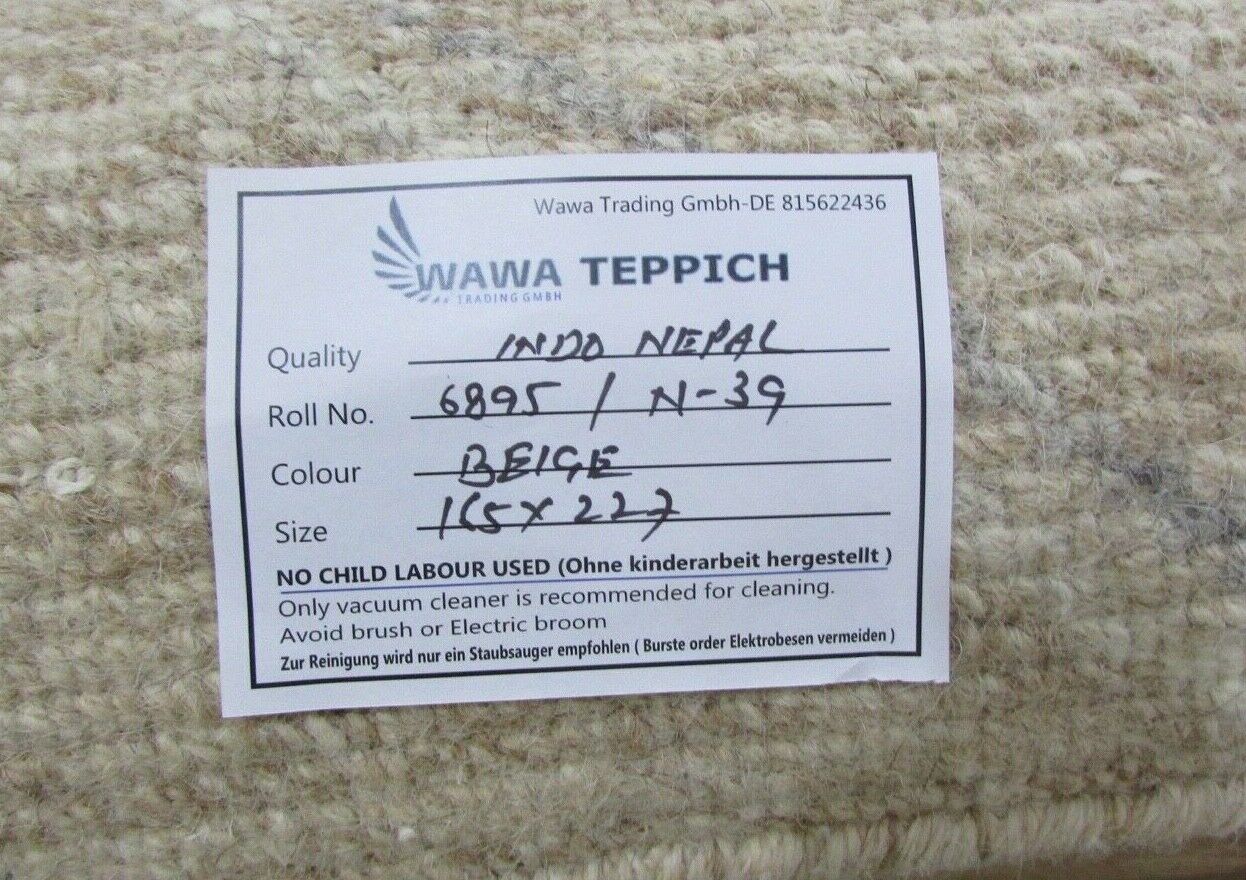 Wawa Trading Gmbh-DE 815622436
WAWA TEPPICH
TRADING GMBH
Quality INDO NEPAL
Roll No. 6895 / N-39
Colour BEIGE
Size 165 X 227
NO CHILD LABOUR USED (Ohne kinderarbeit hergestellt )
Only vacuum cleaner is recommended for cleaning.
Avoid brush or Electric broom
Zur Reinigung wird nur ein Staubsauger empfohlen ( Burste order Elektrobesen vermeiden )